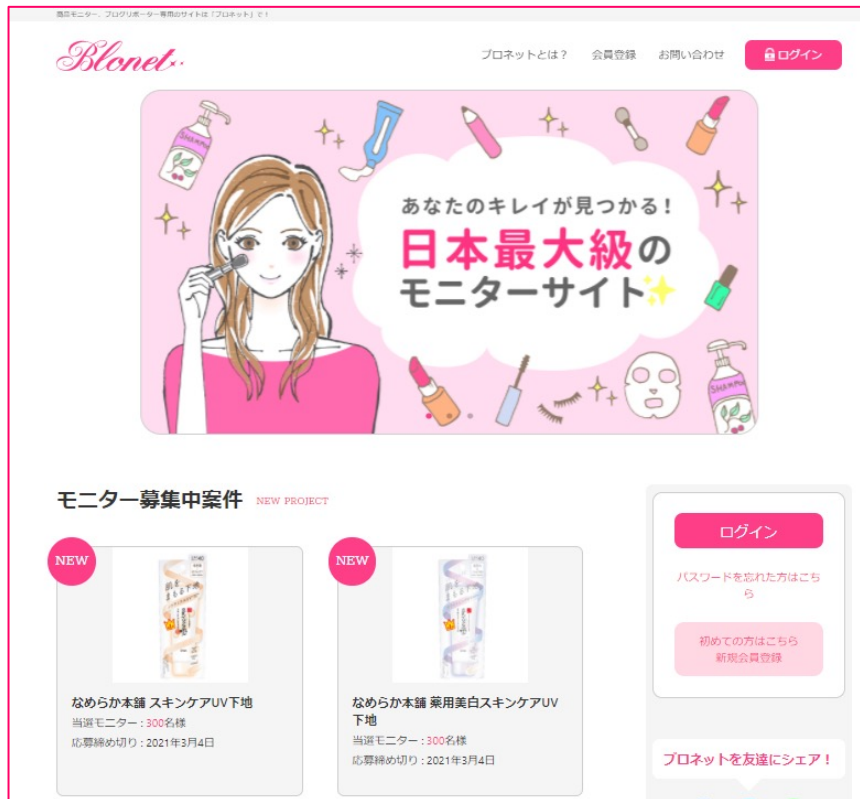 商品モニター、ブログリポーター専用のサイトは「ブロネット」で！
Blonet
ブロネットとは？ 会員登録 お問い合わせ ログイン
SHAMPOO
あなたのキレイが見つかる！
日本最大級の
モニターサイト
モニター募集中案件 NEW PROJECT
NEW
なめらか本舗 スキンケアUV下地
当選モニター : 300名様
応募締め切り : 2021年3月4日
NEW
なめらか本舗 薬用美白スキンケアUV
下地
当選モニター : 300名様
応募締め切り : 2021年3月4日
ログイン
パスワードを忘れた方はこち
ら
初めての方はこちら
新規会員登録
ブロネットを友達にシェア！